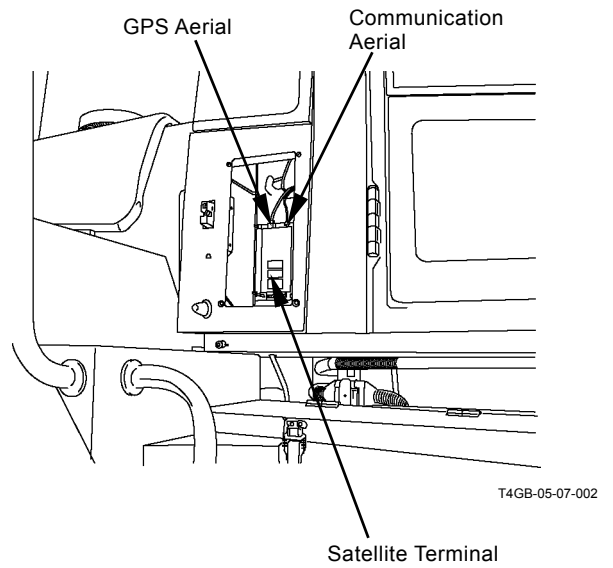 GPS Aerial
Communication
Aerial
T4GB-05-07-002
Satellite Terminal